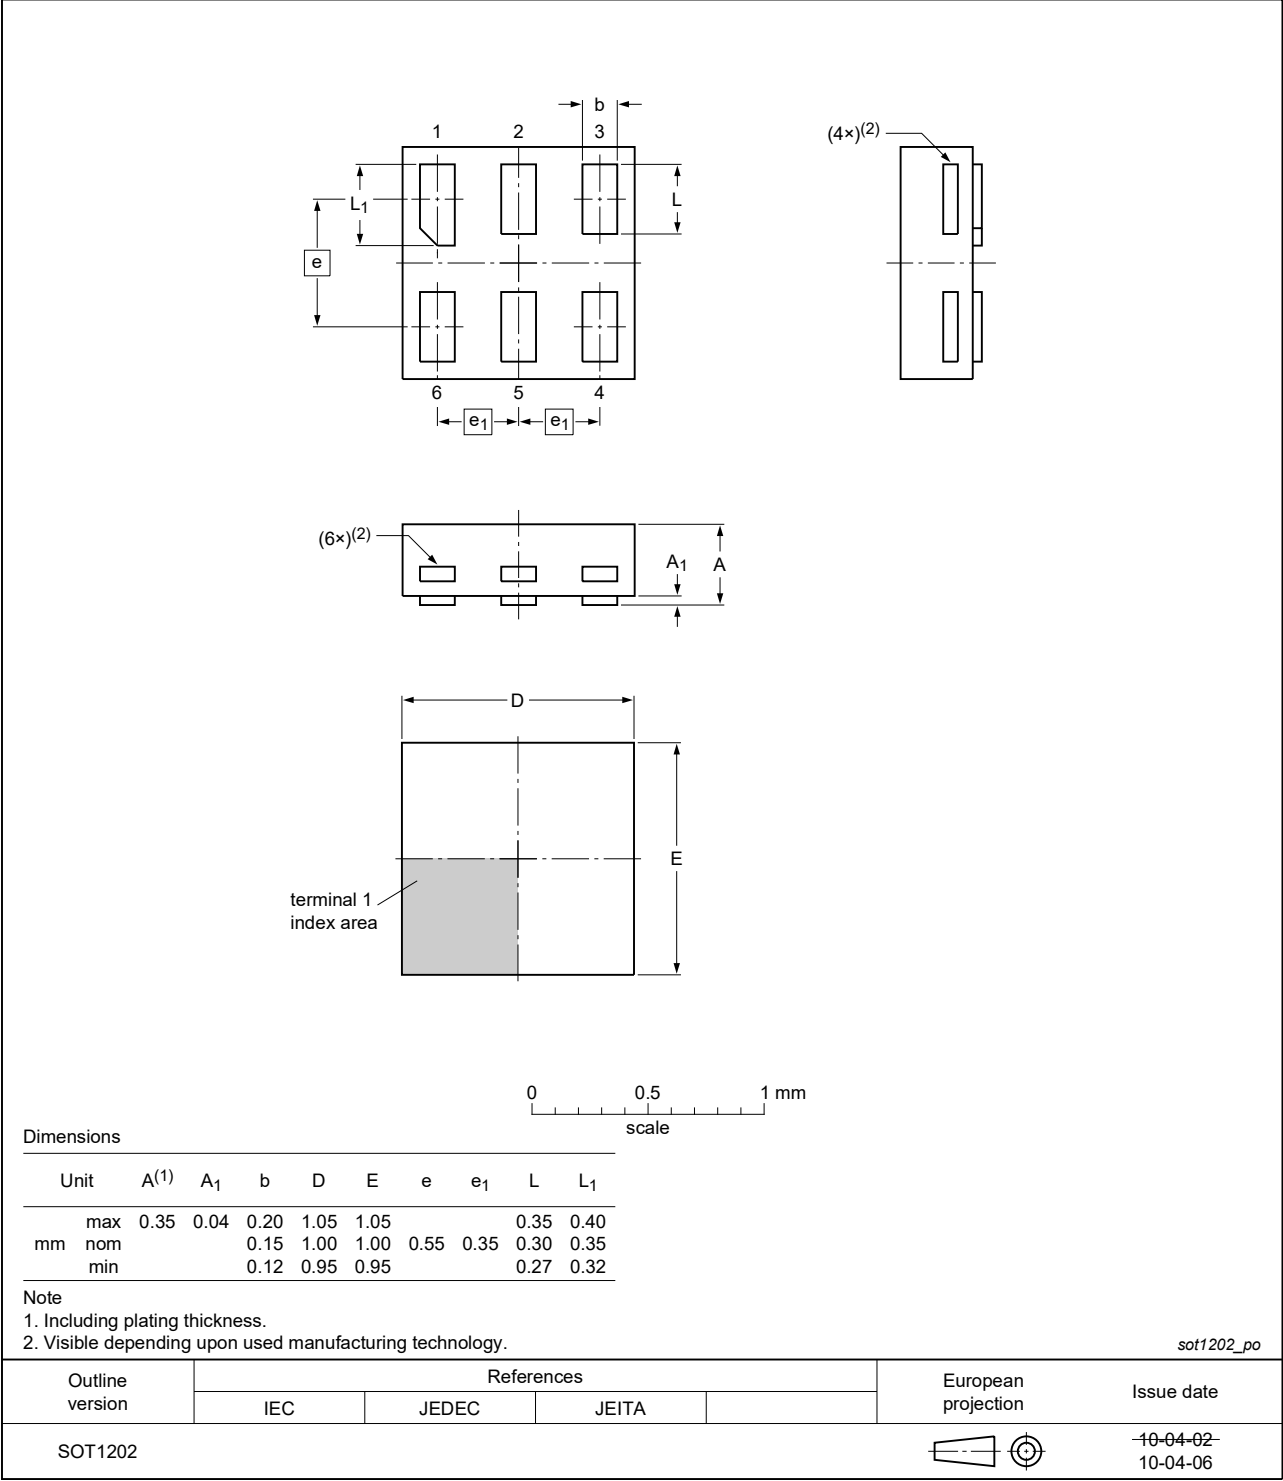 b
1 2 3
(4×)(2)
L1
L
e
6 5 4
e1 e1
(6×)(2)
A1 A
D
E
terminal 1
index area
0 0.5 1 mm
scale
Dimensions
Unit A(1) A1 b D E e e1 L L1
max 0.35 0.04 0.20 1.05 1.05 0.35 0.40
mm nom 0.15 1.00 1.00 0.55 0.35 0.30 0.35
min 0.12 0.95 0.95 0.27 0.32
Note
1. Including plating thickness.
2. Visible depending upon used manufacturing technology.
sot1202_po
Outline
version
References
IEC JEDEC JEITA
European
projection
Issue date
SOT1202
10-04-02
10-04-06